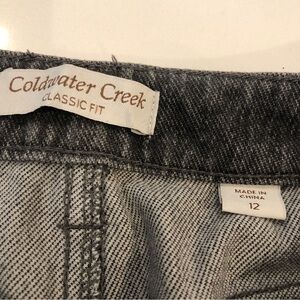 Coldwater Creek
CLASSIC FIT
MADE IN
CHINA
12